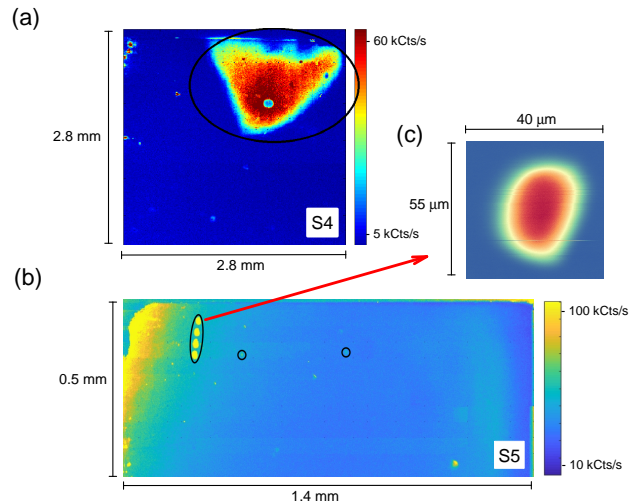 (a)
60 kCts/s
2.8 mm
S4
5 kCts/s
2.8 mm
(c)
40 μm
55 μm
(b)
100 kCts/s
0.5 mm
S5
10 kCts/s
1.4 mm